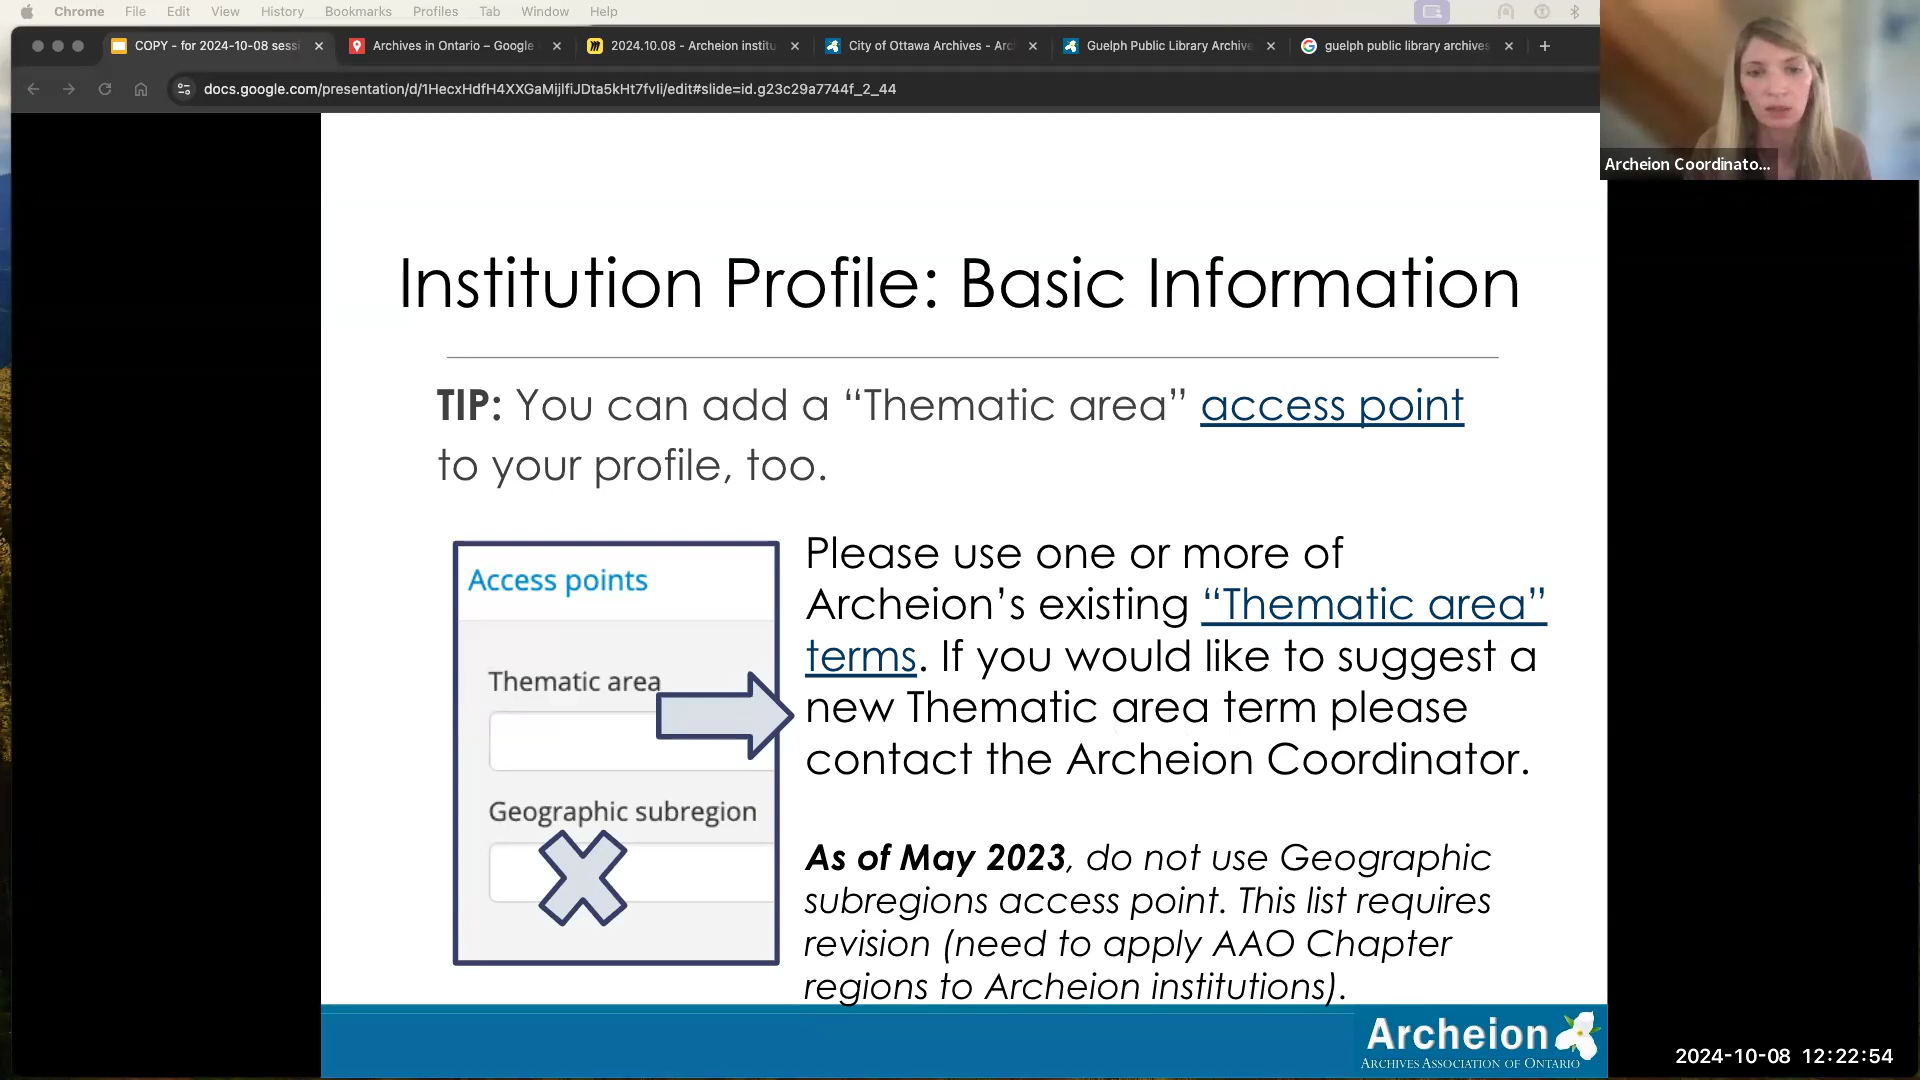 Chrome File Edit View History Bookmarks Profiles Tab Window Help
COPY - for 2024-10-08 sessi
Archives in Ontario – Google
2024.10.08 - Archeion institu
City of Ottawa Archives - Arc
Guelph Public Library Archive
guelph public library archives
docs.google.com/presentation/d/1HecxHdfH4XXGaMijlfiJDta5kHt7fvIi/edit#slide=id.g23c29a7744f_2_44
Archeion Coordinato...
Institution Profile: Basic Information
TIP: You can add a “Thematic area” access point
to your profile, too.
Access points
Thematic area
Geographic subregion
Please use one or more of
Archeion’s existing “Thematic area”
terms. If you would like to suggest a
new Thematic area term please
contact the Archeion Coordinator.
As of May 2023, do not use Geographic
subregions access point. This list requires
revision (need to apply AAO Chapter
regions to Archeion institutions).
Archeion
ARCHIVES ASSOCIATION OF ONTARIO
2024-10-08 12:22:54